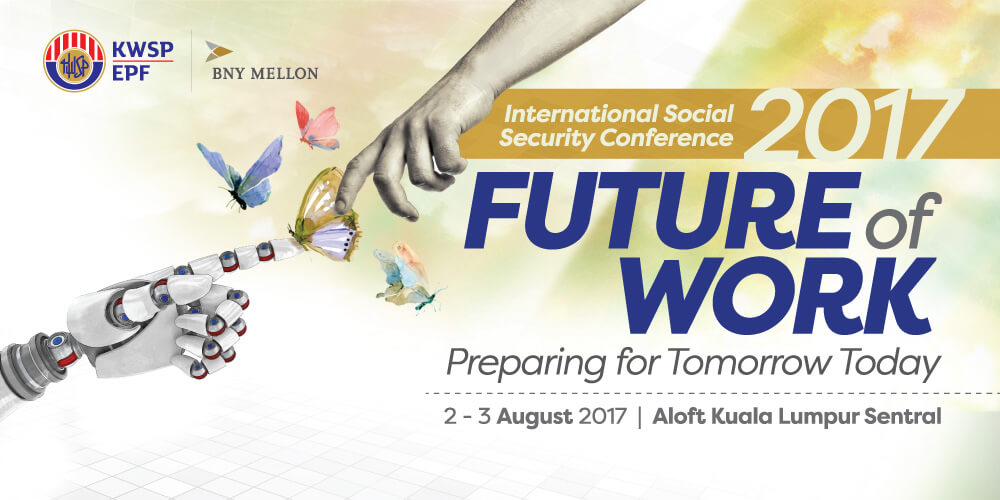 KWSP
KWSP
EPF
BNY MELLON
International Social
Security Conference
2017
FUTURE of
WORK
Preparing for Tomorrow Today
2 - 3 August 2017 | Aloft Kuala Lumpur Sentral